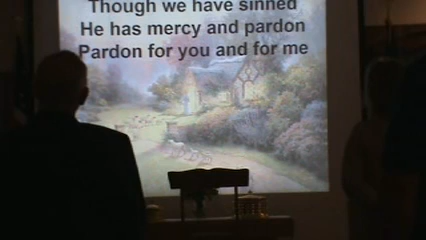 Though we have sinned
He has mercy and pardon
Pardon for you and for me